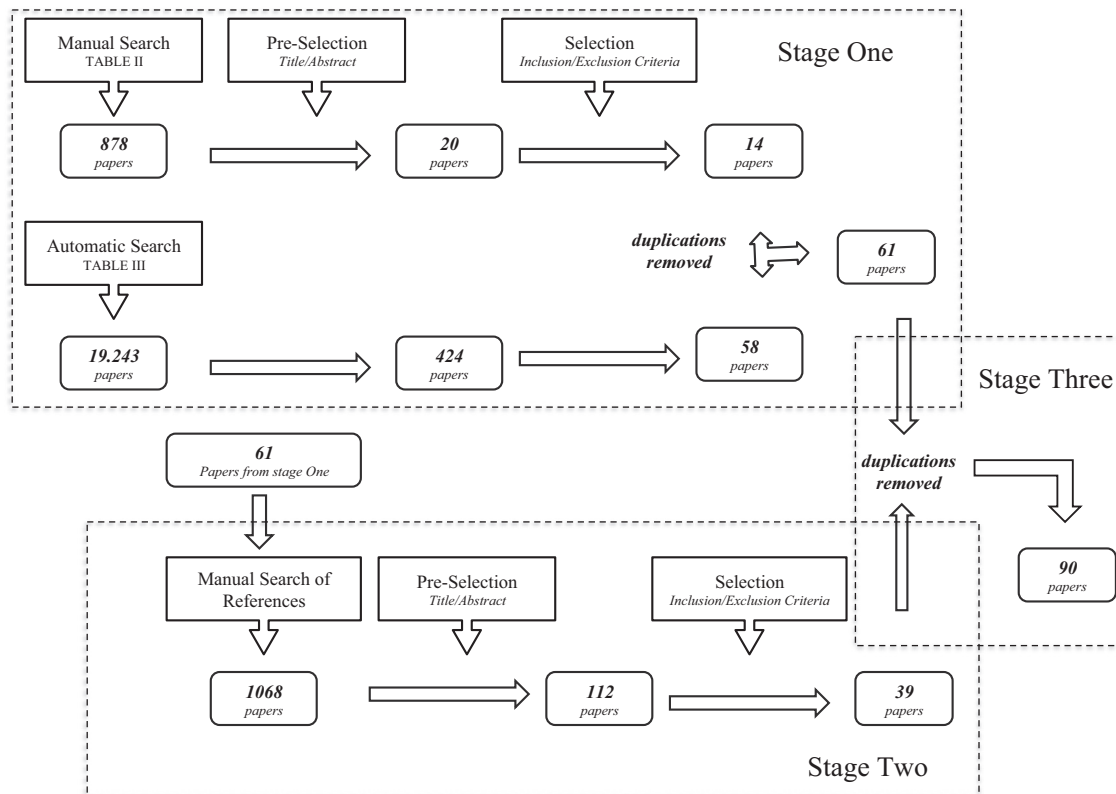 Manual Search
TABLE II
Pre-Selection
Title/Abstract
Selection
Inclusion/Exclusion Criteria
Stage One
878
papers
20
papers
14
papers
Automatic Search
TABLE III
duplications
removed
61
papers
19.243
papers
424
papers
58
papers
Stage Three
61
Papers from stage One
duplications
removed
90
papers
Manual Search of
References
Pre-Selection
Title/Abstract
Selection
Inclusion/Exclusion Criteria
1068
papers
112
papers
39
papers
Stage Two